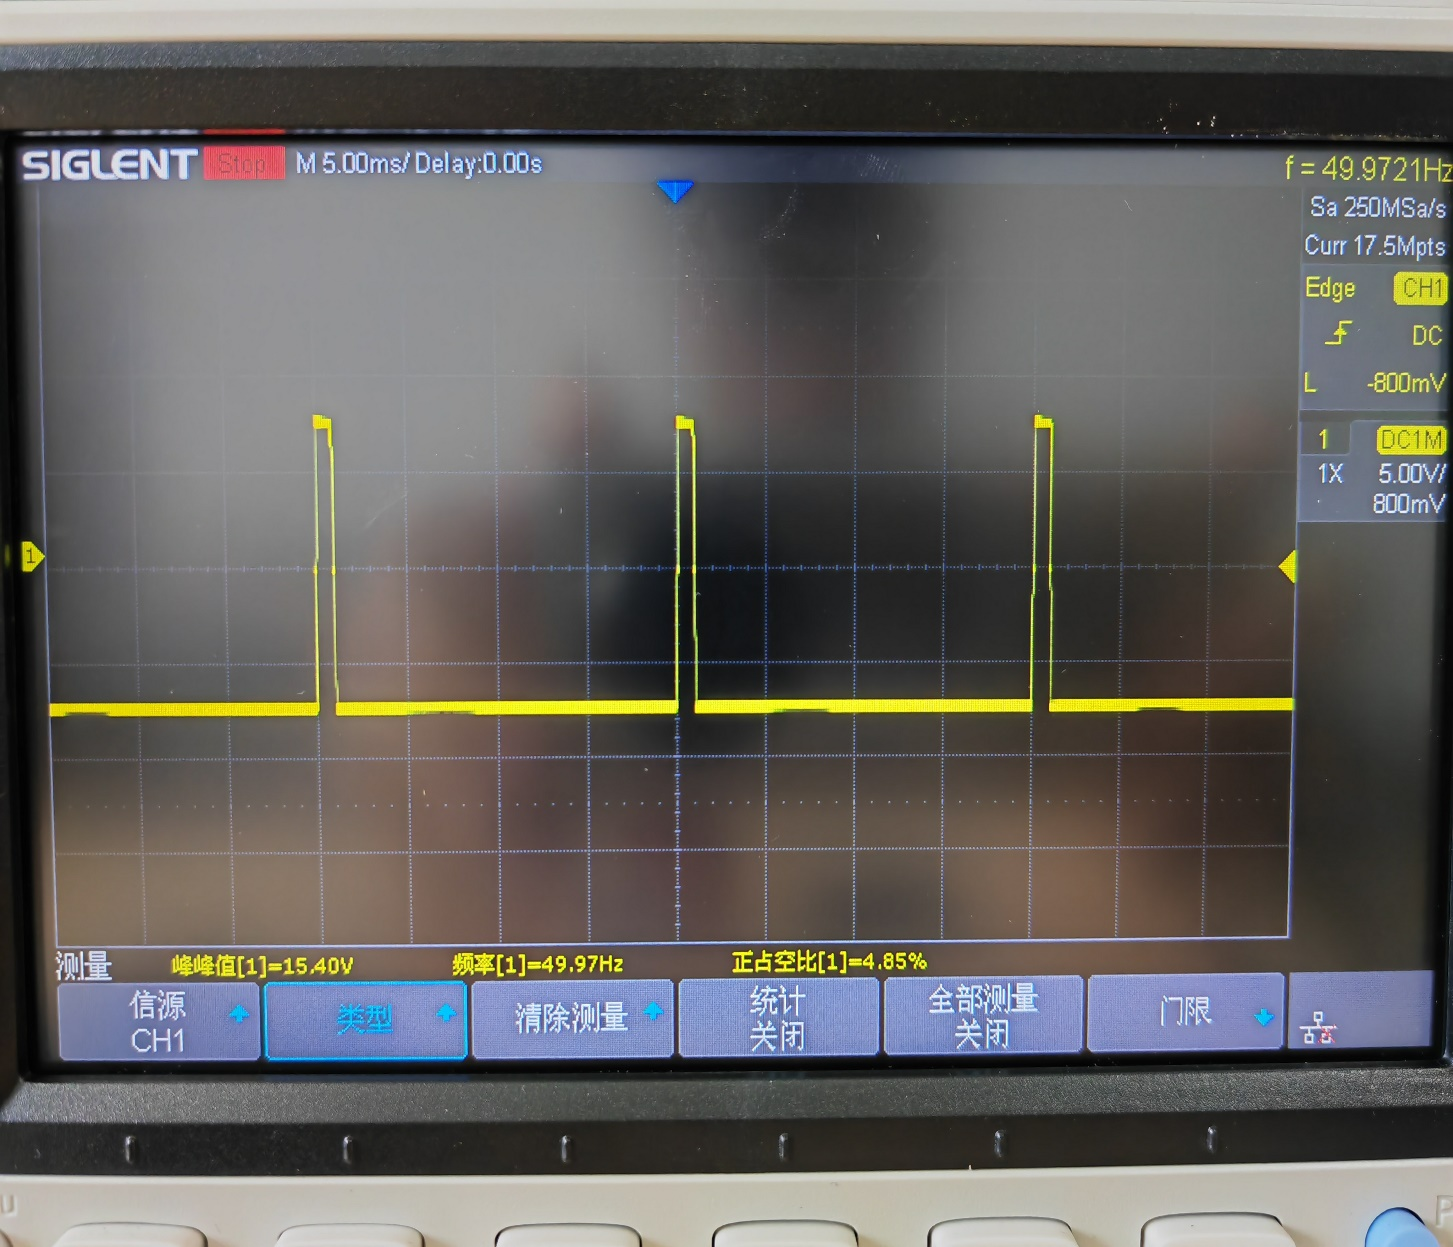 SIGLENT Stop M 5.00ms/ Delay:0.00s
f = 49.9721Hz
Sa 250MSa/s
Curr 17.5Mpts
Edge CH1
DC
L -800mV
1 DC1M
1X 5.00V/
800mV
1
测量 峰峰值[1]=15.40V 频率[1]=49.97Hz 正占空比[1]=4.85%
信源
CH1
类型
清除测量
统计
关闭
全部测量
关闭
门限